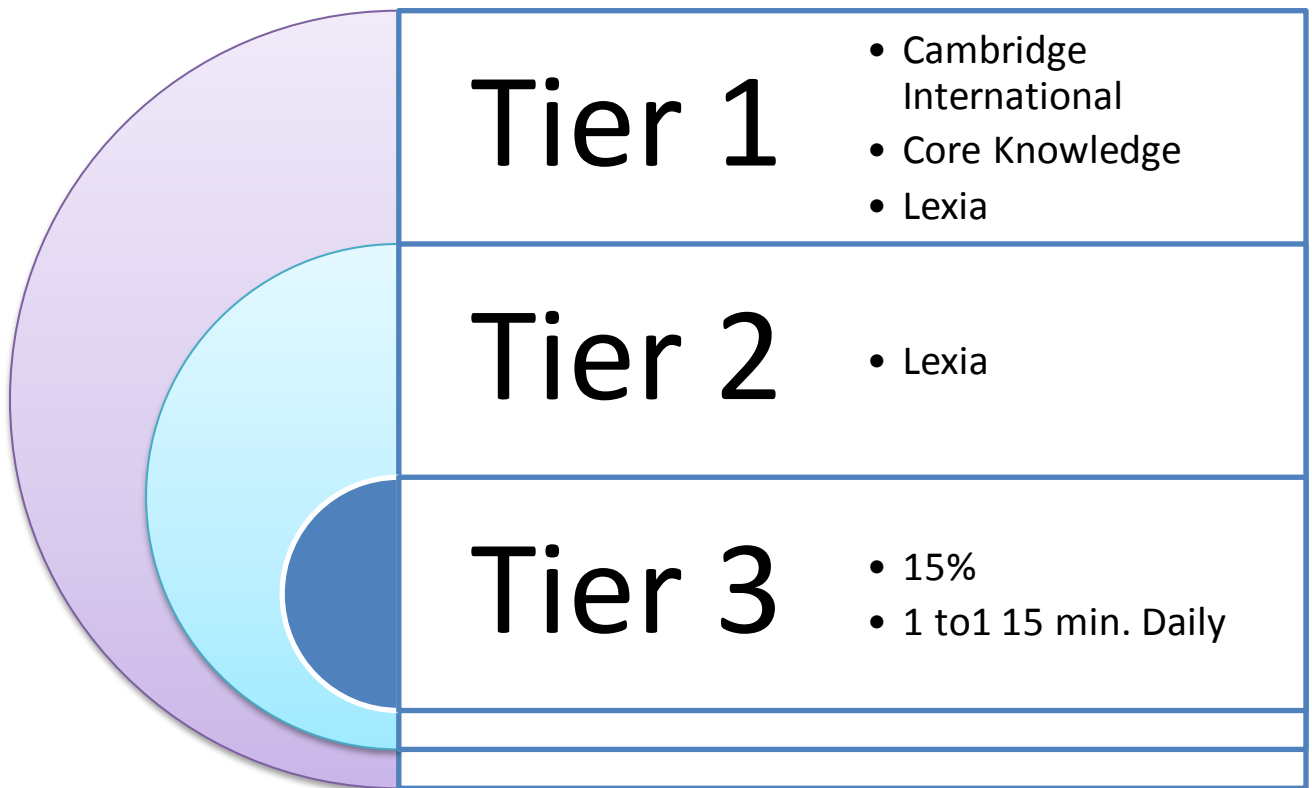 Tier 1
• Cambridge
International
• Core Knowledge
• Lexia
Tier 2
• Lexia
Tier 3
• 15%
• 1 to1 15 min. Daily